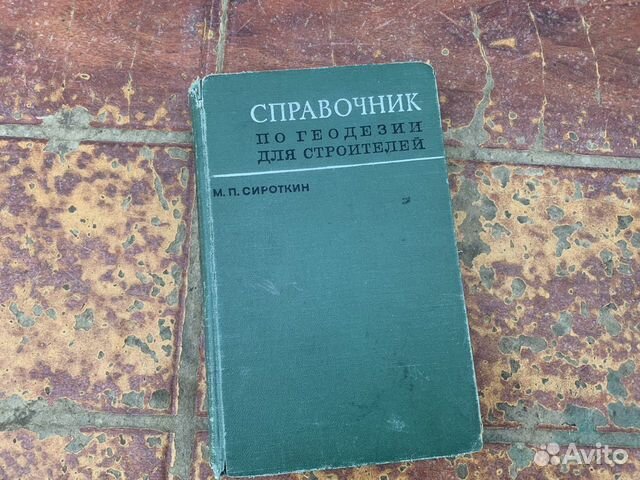 СПРАВОЧНИК
ПО ГЕОДЕЗИИ
ДЛЯ СТРОИТЕЛЕЙ
М. П. СИРОТКИН
Avito